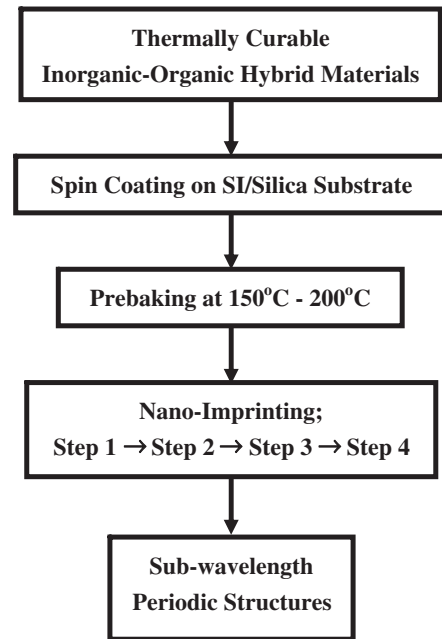 Thermally Curable
Inorganic-Organic Hybrid Materials
Spin Coating on SI/Silica Substrate
Prebaking at 150°C - 200°C
Nano-Imprinting;
Step 1 → Step 2 → Step 3 → Step 4
Sub-wavelength
Periodic Structures